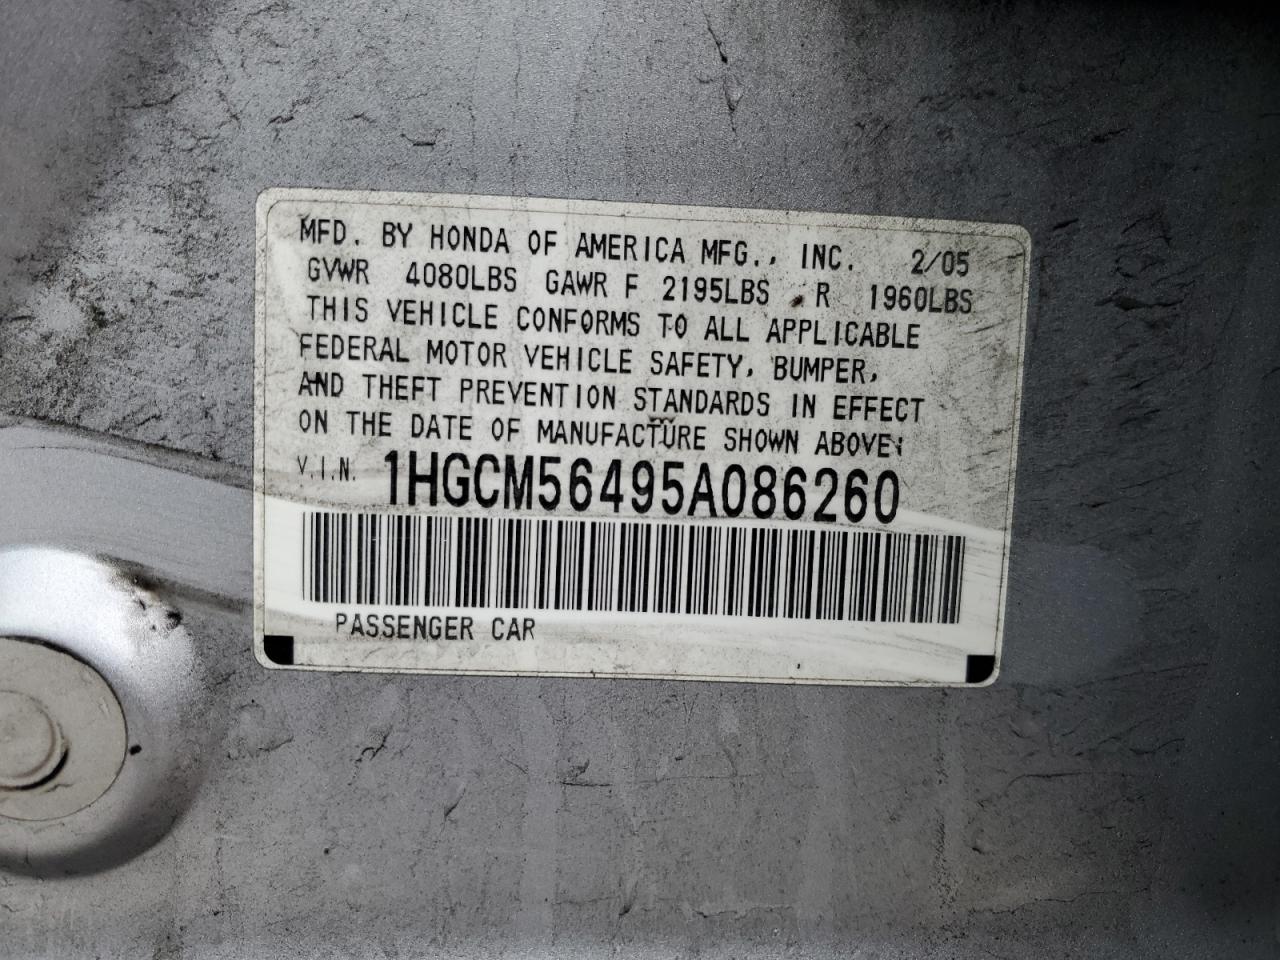 MFD. BY HONDA OF AMERICA MFG., INC. 2/05
GVWR 4080LBS GAWR F 2195LBS R 1960LBS
THIS VEHICLE CONFORMS TO ALL APPLICABLE
FEDERAL MOTOR VEHICLE SAFETY, BUMPER,
AND THEFT PREVENTION STANDARDS IN EFFECT
ON THE DATE OF MANUFACTURE SHOWN ABOVE:
V.I.N. 1HGCM56495A086260
PASSENGER CAR